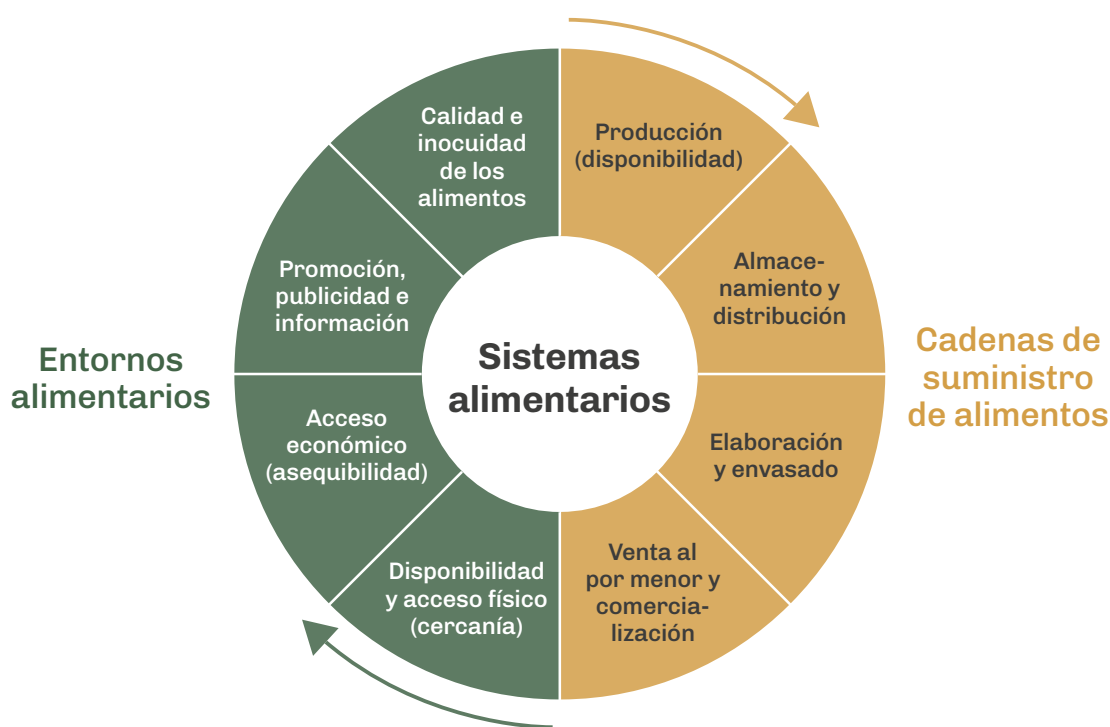 Sistemas
alimentarios
Cadenas de
suministro
de alimentos
Producción
(disponibilidad)
Almace-
namiento y
distribución
Elaboración
y envasado
Venta al
por menor y
comercia-
lización
Entornos
alimentarios
Disponibilidad
y acceso físico
(cercanía)
Acceso
económico
(asequibilidad)
Promoción,
publicidad e
información
Calidad e
inocuidad
de los
alimentos